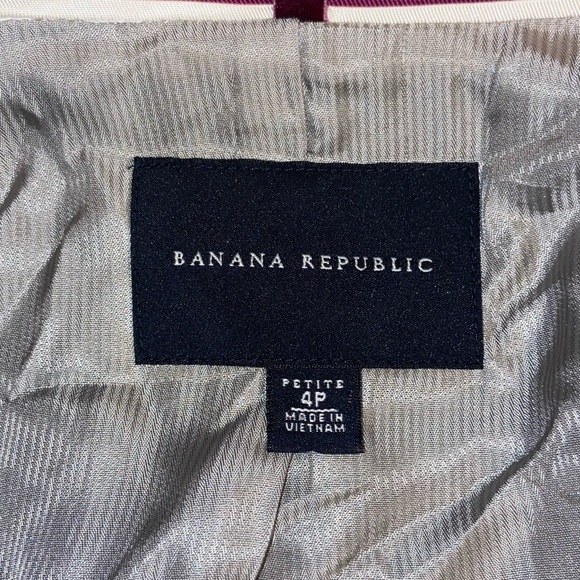 BANANA REPUBLIC
PETITE
4P
MADE IN
VIETNAM